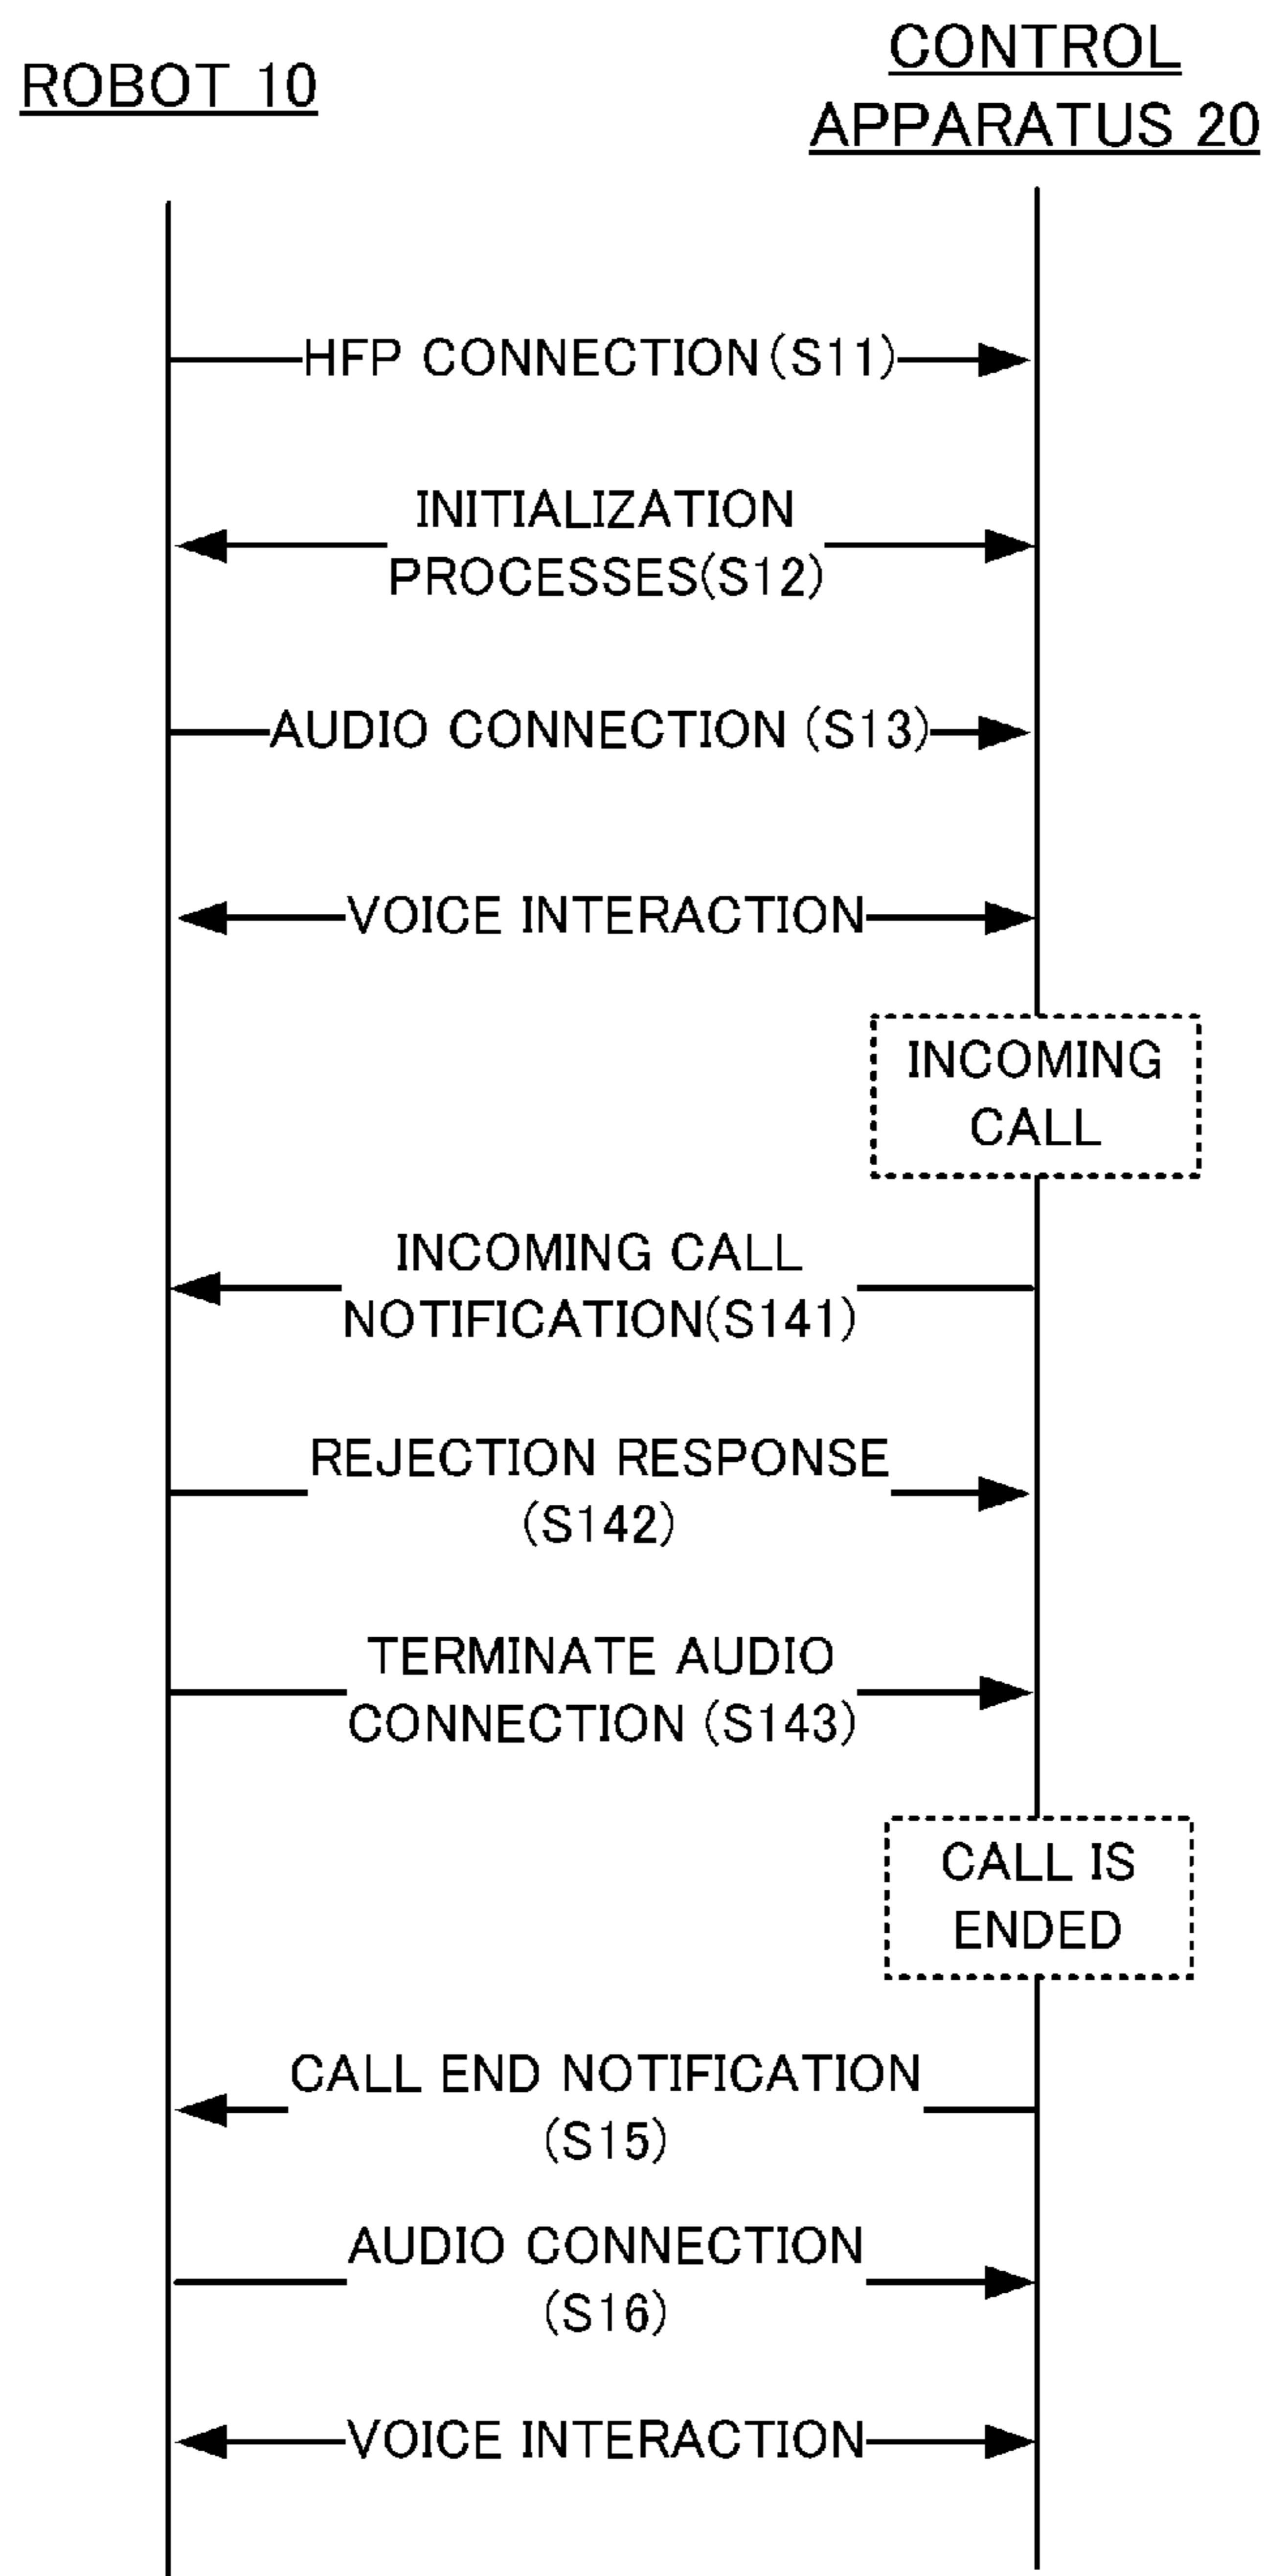 ROBOT 10
CONTROL
APPARATUS 20
HFP CONNECTION(S11)
INITIALIZATION
PROCESSES(S12)
AUDIO CONNECTION (S13)
VOICE INTERACTION
INCOMING
CALL
INCOMING CALL
NOTIFICATION(S141)
REJECTION RESPONSE
(S142)
TERMINATE AUDIO
CONNECTION (S143)
CALL IS
ENDED
CALL END NOTIFICATION
(S15)
AUDIO CONNECTION
(S16)
VOICE INTERACTION